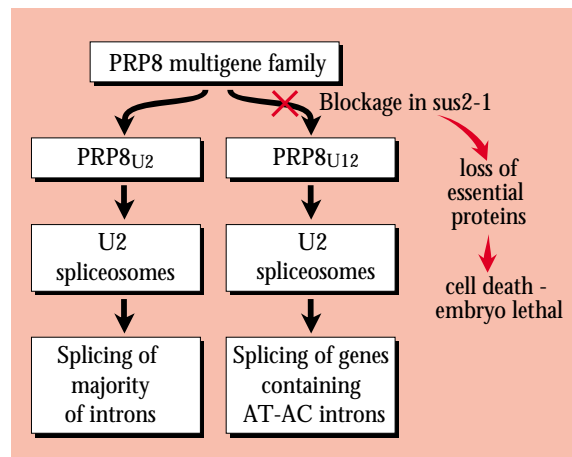 PRP8 multigene family
Blockage in sus2-1
PRP8U2
PRP8U12
loss of
essential
proteins
U2
spliceosomes
U2
spliceosomes
cell death -
embryo lethal
Splicing of
majority
of introns
Splicing of genes
containing
AT-AC introns